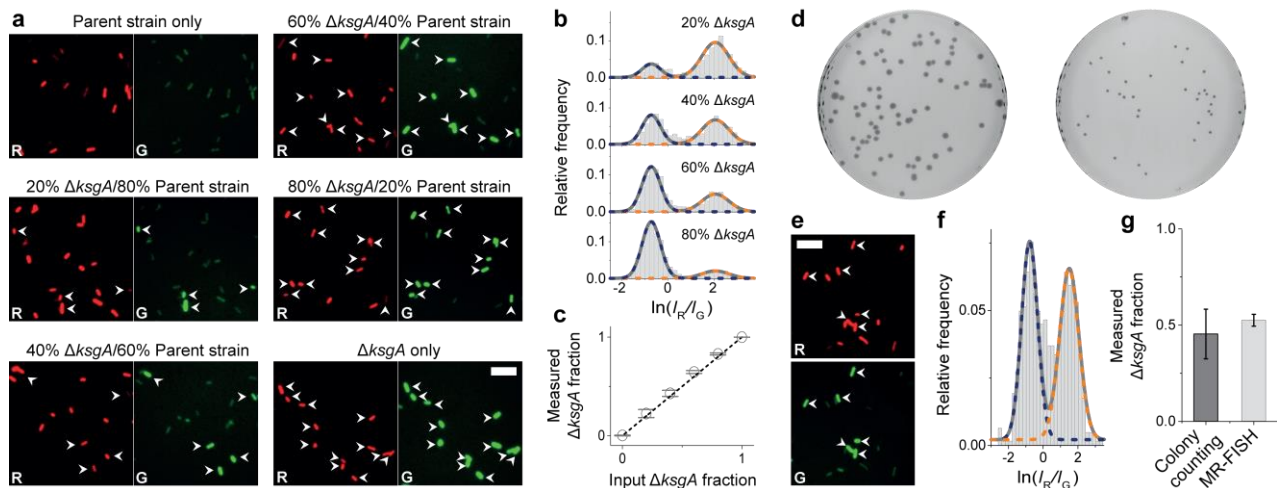 a
Parent strain only
R
G
60% ΔksgA/40% Parent strain
R
G
20% ΔksgA/80% Parent strain
R
G
80% ΔksgA/20% Parent strain
R
G
40% ΔksgA/60% Parent strain
R
G
ΔksgA only
R
G
b
Relative frequency
0.1
0.0
20% ΔksgA
0.1
0.0
40% ΔksgA
0.1
0.0
60% ΔksgA
0.1
0.0
80% ΔksgA
-2 0 2
ln(IR/IG)
c
Measured
ΔksgA fraction
1
0
0 1
Input ΔksgA fraction
d
e
R
G
f
Relative frequency
0.05
0.00
-2 0 2
ln(IR/IG)
g
Measured
ΔksgA fraction
1.0
0.5
0.0
Colony
counting
MR-FISH